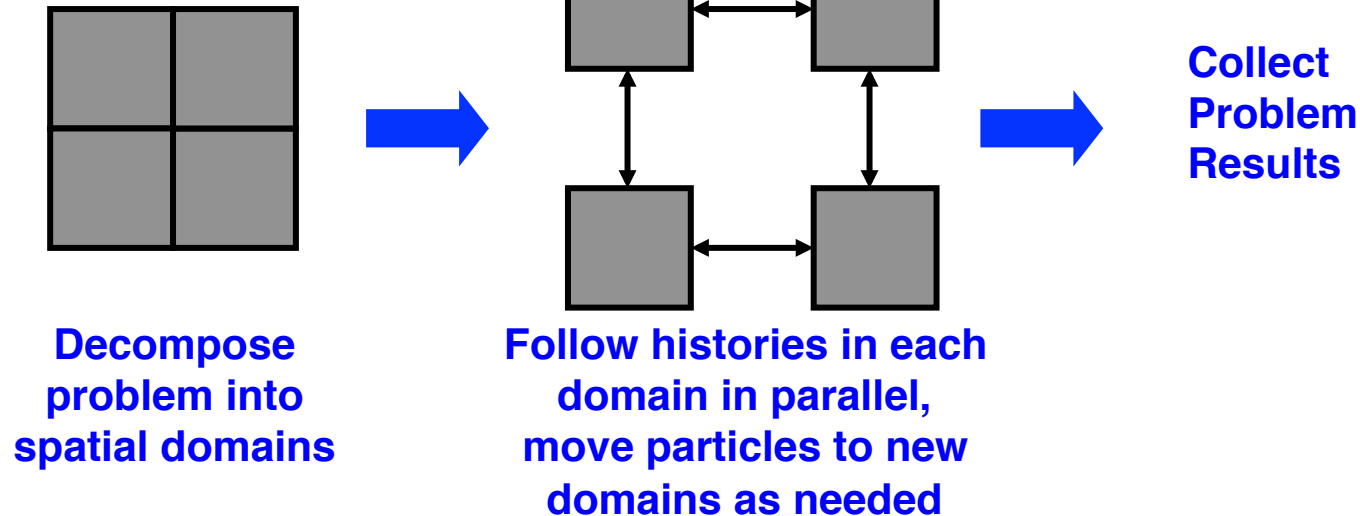 Decompose
problem into
spatial domains
Follow histories in each
domain in parallel,
move particles to new
domains as needed
Collect
Problem
Results